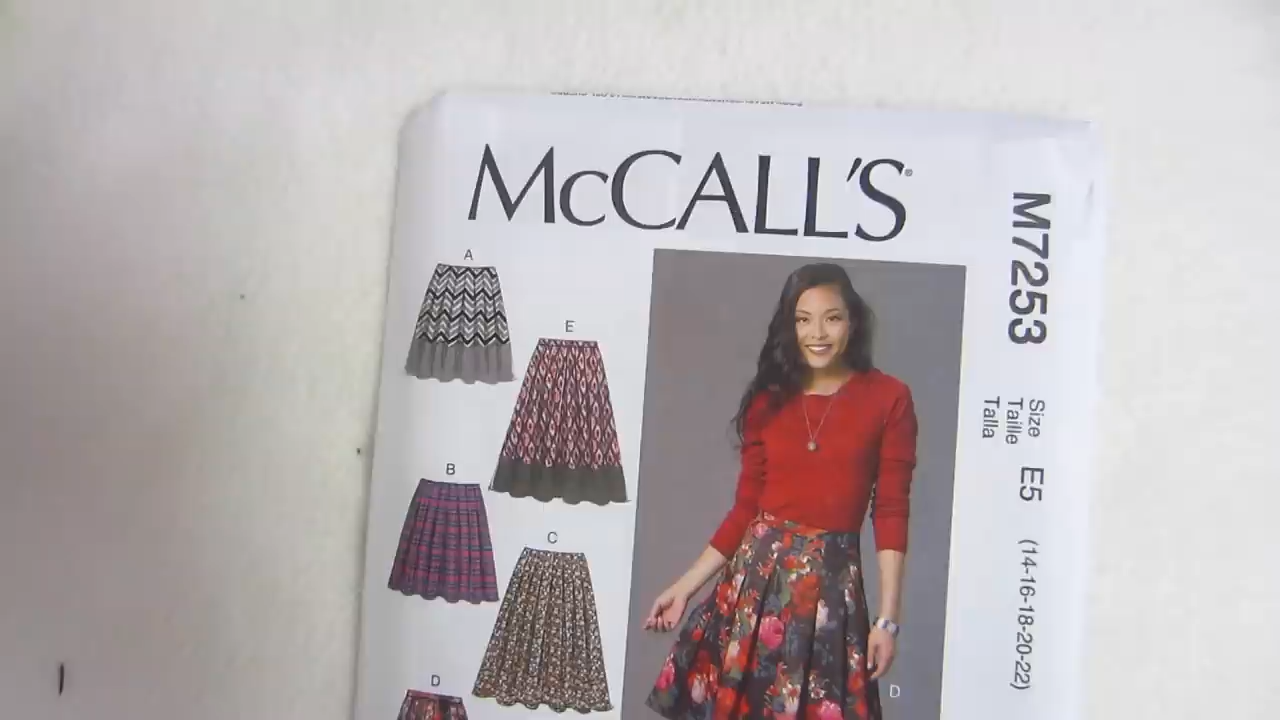 McCALL'S®
A
E
B
C
D
D
M7253
Size
Taille
Talla
E5
(14-16-18-20-22)